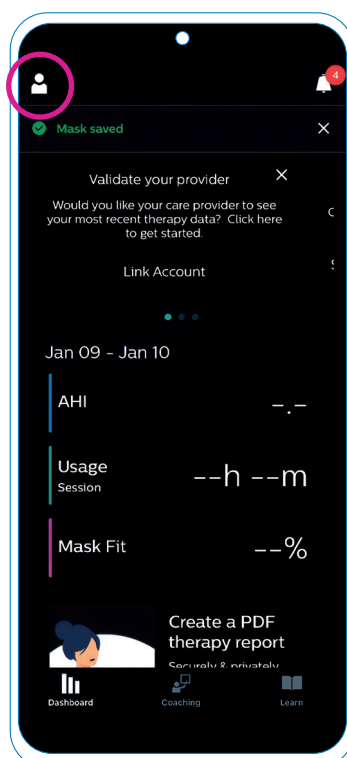 4
Mask saved
Validate your provider
Would you like your care provider to see
your most recent therapy data? Click here
to get started.
Link Account
Jan 09 – Jan 10
AHI
-.-
Usage
Session
--h --m
Mask Fit
--%
Create a PDF
therapy report
Securely & privately
Dashboard
Coaching
Learn